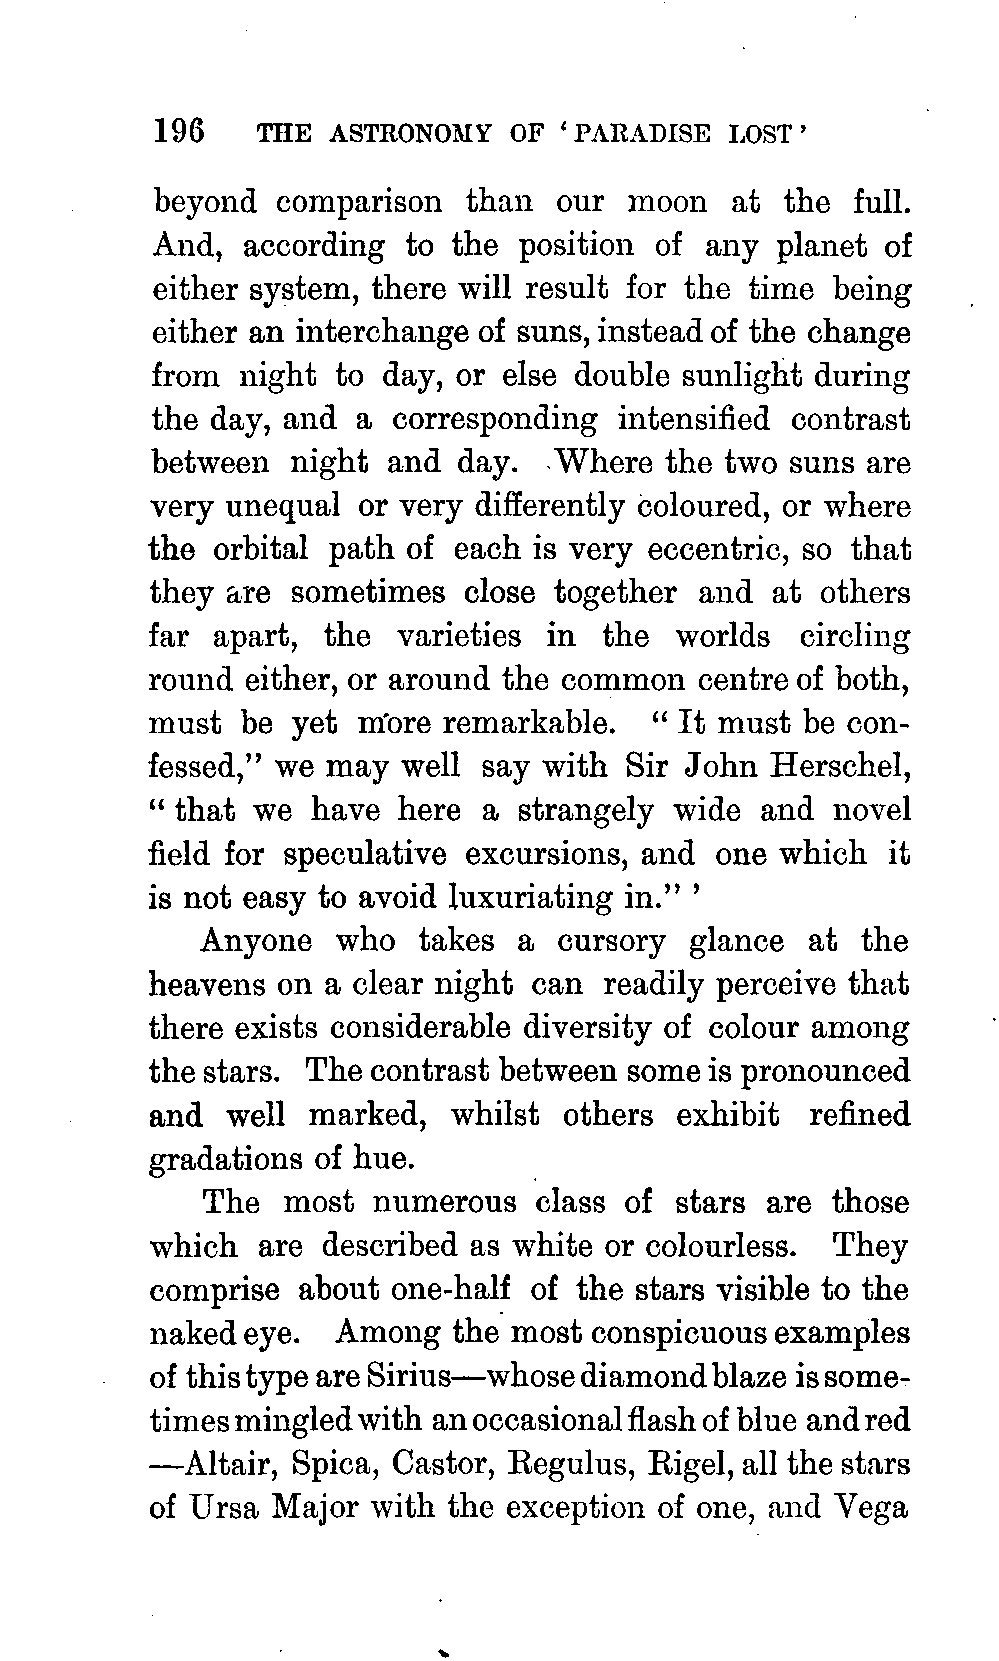 196 THE ASTRONOMY OF ‘PARADISE LOST’
beyond comparison than our moon at the full.
And, according to the position of any planet of
either system, there will result for the time being
either an interchange of suns, instead of the change
from night to day, or else double sunlight during
the day, and a corresponding intensified contrast
between night and day. Where the two suns are
very unequal or very differently coloured, or where
the orbital path of each is very eccentric, so that
they are sometimes close together and at others
far apart, the varieties in the worlds circling
round either, or around the common centre of both,
must be yet more remarkable. “It must be con-
fessed,” we may well say with Sir John Herschel,
“that we have here a strangely wide and novel
field for speculative excursions, and one which it
is not easy to avoid luxuriating in.” ’
Anyone who takes a cursory glance at the
heavens on a clear night can readily perceive that
there exists considerable diversity of colour among
the stars. The contrast between some is pronounced
and well marked, whilst others exhibit refined
gradations of hue.
The most numerous class of stars are those
which are described as white or colourless. They
comprise about one-half of the stars visible to the
naked eye. Among the most conspicuous examples
of this type are Sirius—whose diamond blaze is some-
times mingled with an occasional flash of blue and red
—Altair, Spica, Castor, Regulus, Rigel, all the stars
of Ursa Major with the exception of one, and Vega